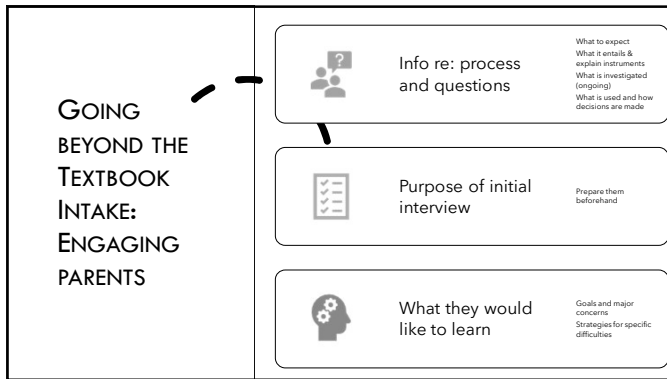 GOING
BEYOND THE
TEXTBOOK
INTAKE:
ENGAGING
PARENTS
?
Info re: process
and questions
What to expect
What it entails &
explain instruments
What is investigated
(ongoing)
What is used and how
decisions are made
Purpose of initial
interview
Prepare them
beforehand
What they would
like to learn
Goals and major
concerns
Strategies for specific
difficulties